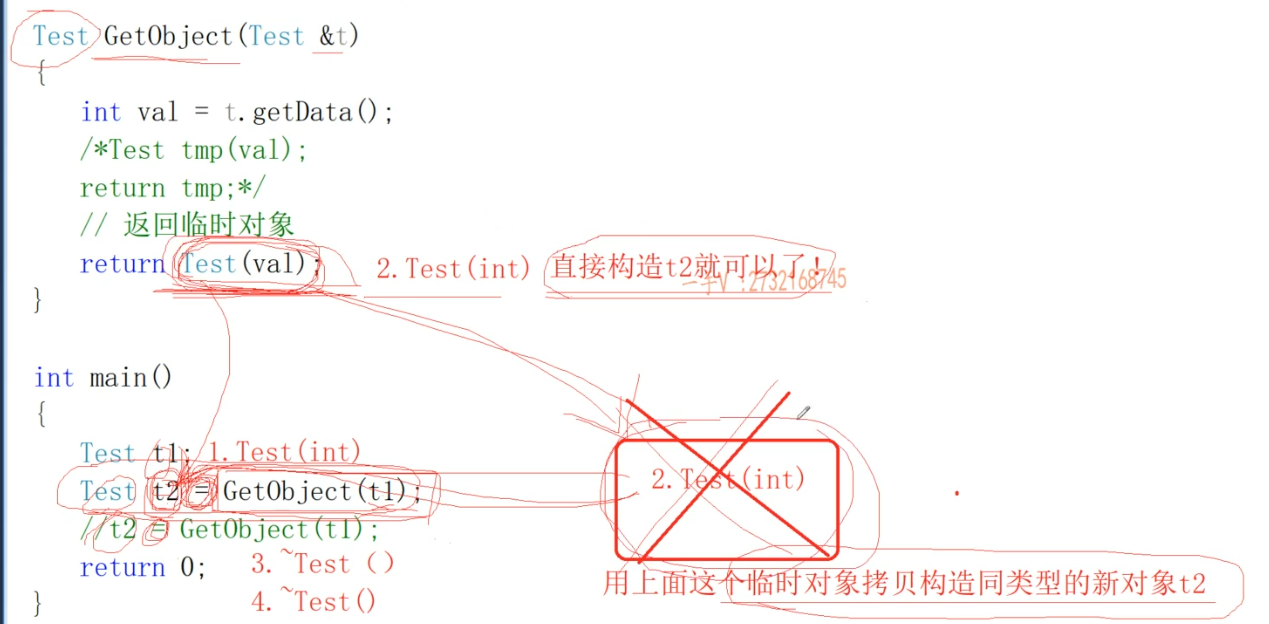 Test GetObject(Test &t)
{
int val = t.getData();
/*Test tmp(val);
return tmp;*/
// 返回临时对象
return Test(val); 2.Test(int) 直接构造t2就可以了!
二手V:2732168745
}
int main()
{
Test t1; 1.Test(int)
Test t2 = GetObject(t1); 2.Test(int)
//t2 = GetObject(t1);
return 0; 3.~Test ()
用上面这个临时对象拷贝构造同类型的新对象t2
} 4.~Test()